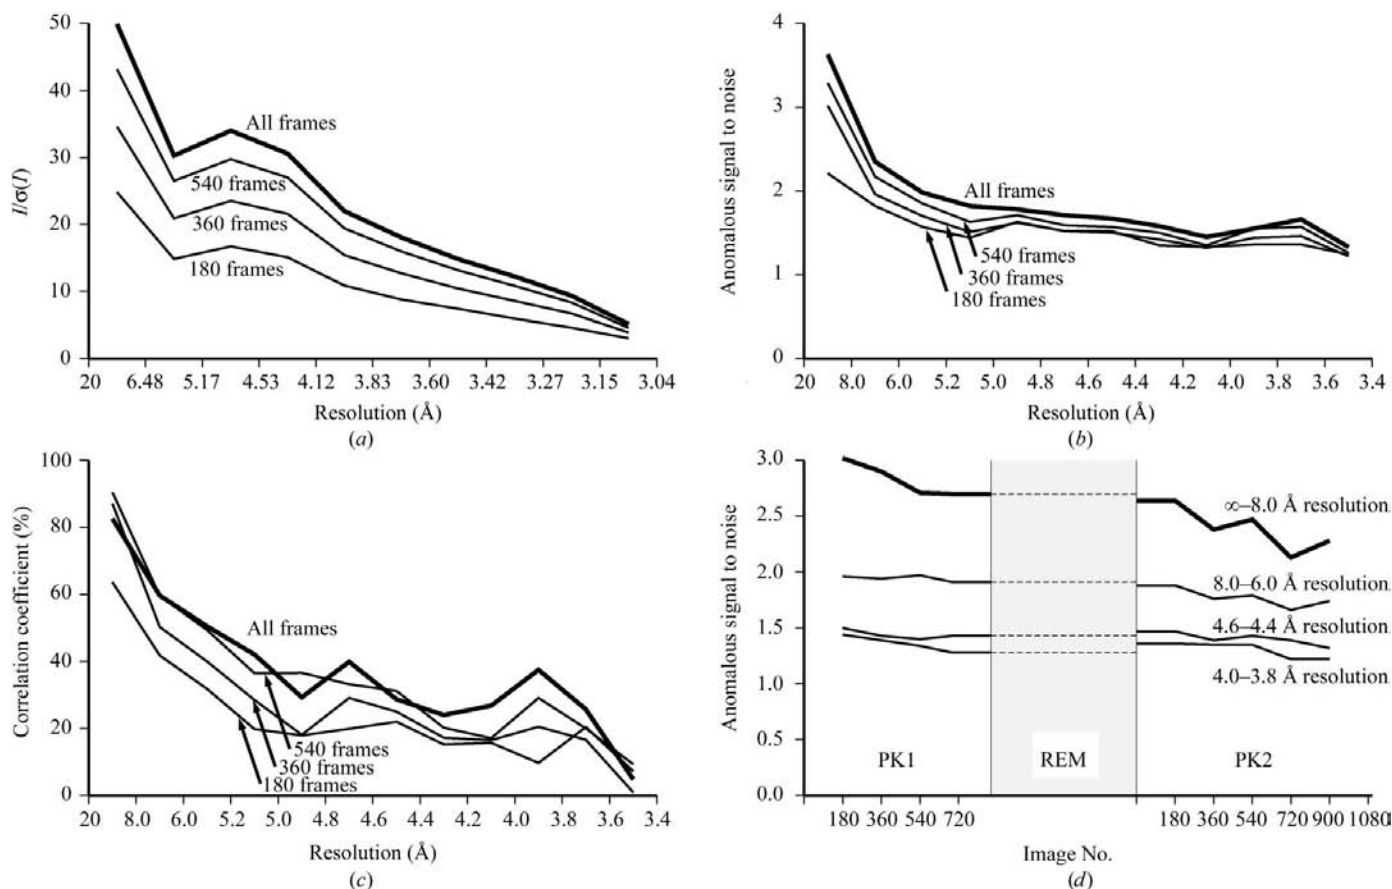 50
40
30
20
10
0
I/σ(I)
All frames
540 frames
360 frames
180 frames
20 6.48 5.17 4.53 4.12 3.83 3.60 3.42 3.27 3.15 3.04
Resolution (Å)
(a)
4
3
2
1
0
Anomalous signal to noise
All frames
540 frames
360 frames
180 frames
20 8.0 6.0 5.2 5.0 4.8 4.6 4.4 4.2 4.0 3.8 3.6 3.4
Resolution (Å)
(b)
100
80
60
40
20
0
Correlation coefficient (%)
All frames
540 frames
360 frames
180 frames
20 8.0 6.0 5.2 5.0 4.8 4.6 4.4 4.2 4.0 3.8 3.6 3.4
Resolution (Å)
(c)
3.0
2.5
2.0
1.5
1.0
0.5
0.0
Anomalous signal to noise
∞–8.0 Å resolution
8.0–6.0 Å resolution
4.6–4.4 Å resolution
4.0–3.8 Å resolution
PK1 REM PK2
180 360 540 720 180 360 540 720 900 1080
Image No.
(d)